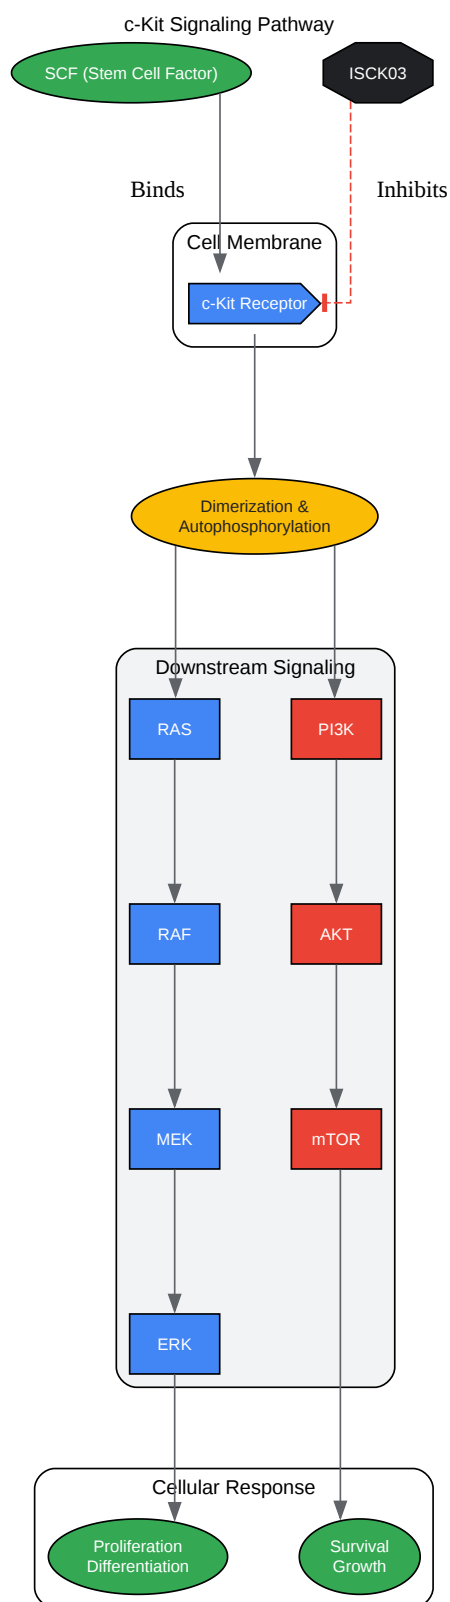 c-Kit Signaling Pathway
SCF (Stem Cell Factor)
ISCK03
Binds
Inhibits
Cell Membrane
c-Kit Receptor
Dimerization &
Autophosphorylation
Downstream Signaling
RAS
PI3K
RAF
AKT
MEK
mTOR
ERK
Cellular Response
Proliferation
Differentiation
Survival
Growth